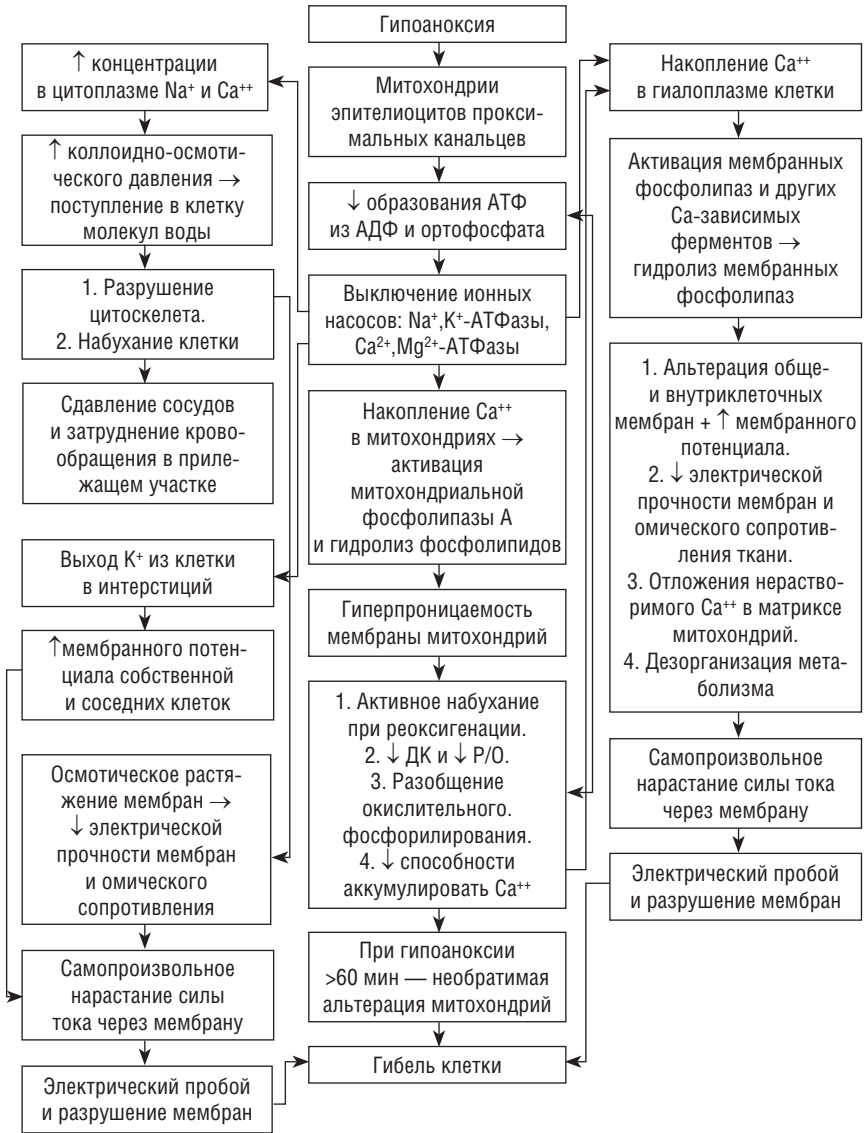 Гипоаноксия
↑ концентрации
в цитоплазме Na⁺ и Ca⁺⁺
↑ коллоидно-осмоти-
ческого давления →
поступление в клетку
молекул воды
1. Разрушение
цитоскелета.
2. Набухание клетки
Сдавление сосудов
и затруднение крово-
обращения в приле-
жащем участке
Выход K⁺ из клетки
в интерстиций
↑мембранного потен-
циала собственной
и соседних клеток
Осмотическое растя-
жение мембран →
↓ электрической
прочности мембран
и омического
сопротивления
Самопроизвольное
нарастание силы
тока через мембрану
Электрический пробой
и разрушение мембран
Митохондрии
эпителиоцитов прокси-
мальных канальцев
↓ образования АТФ
из АДФ и ортофосфата
Выключение ионных
насосов: Na⁺,K⁺-АТФазы,
Ca²⁺,Mg²⁺-АТФазы
Накопление Ca⁺⁺
в митохондриях →
активация
митохондриальной
фосфолипазы А
и гидролиз фосфолипидов
Гиперпроницаемость
мембраны митохондрий
1. Активное набухание
при реоксигенации.
2. ↓ ДК и ↓ Р/О.
3. Разобщение
окислительного.
фосфорилирования.
4. ↓ способности
аккумулировать Ca⁺⁺
При гипоаноксии
>60 мин — необратимая
альтерация митохондрий
Гибель клетки
Накопление Ca⁺⁺
в гиалоплазме клетки
Активация мембранных
фосфолипаз и других
Са-зависимых
ферментов →
гидролиз мембранных
фосфолипаз
1. Альтерация обще-
и внутриклеточных
мембран + ↑ мембранного
потенциала.
2. ↓ электрической
прочности мембран и
омического сопротив-
ления ткани.
3. Отложения нераство-
римого Ca⁺⁺ в матриксе
митохондрий.
4. Дезорганизация мета-
болизма
Самопроизвольное
нарастание силы тока
через мембрану
Электрический пробой
и разрушение мембран